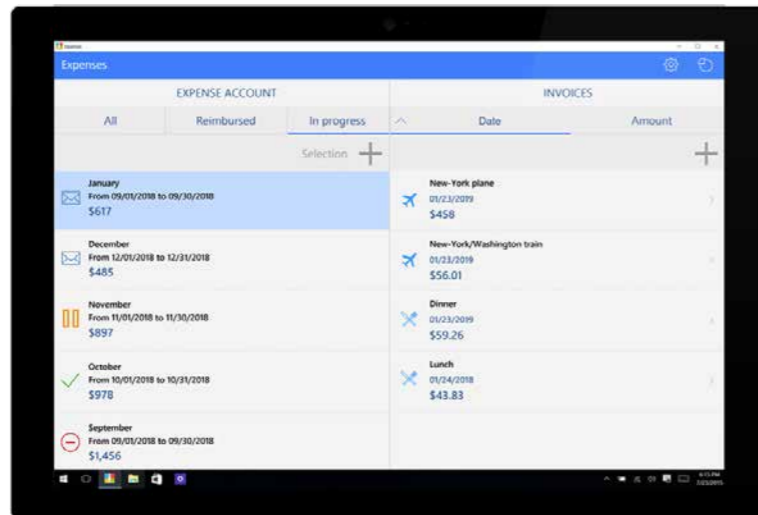 Expenses
EXPENSE ACCOUNT
INVOICES
All
Reimbursed
In progress
Date
Amount
Selection
January
From 09/01/2018 to 09/30/2018
$617
December
From 12/01/2018 to 12/31/2018
$485
November
From 11/01/2018 to 11/30/2018
$897
October
From 10/01/2018 to 10/31/2018
$978
September
From 09/01/2018 to 09/30/2018
$1,456
New-York plane
01/23/2019
$458
New-York/Washington train
01/23/2019
$56.01
Dinner
01/23/2019
$59.26
Lunch
01/24/2018
$43.83
6:15 PM